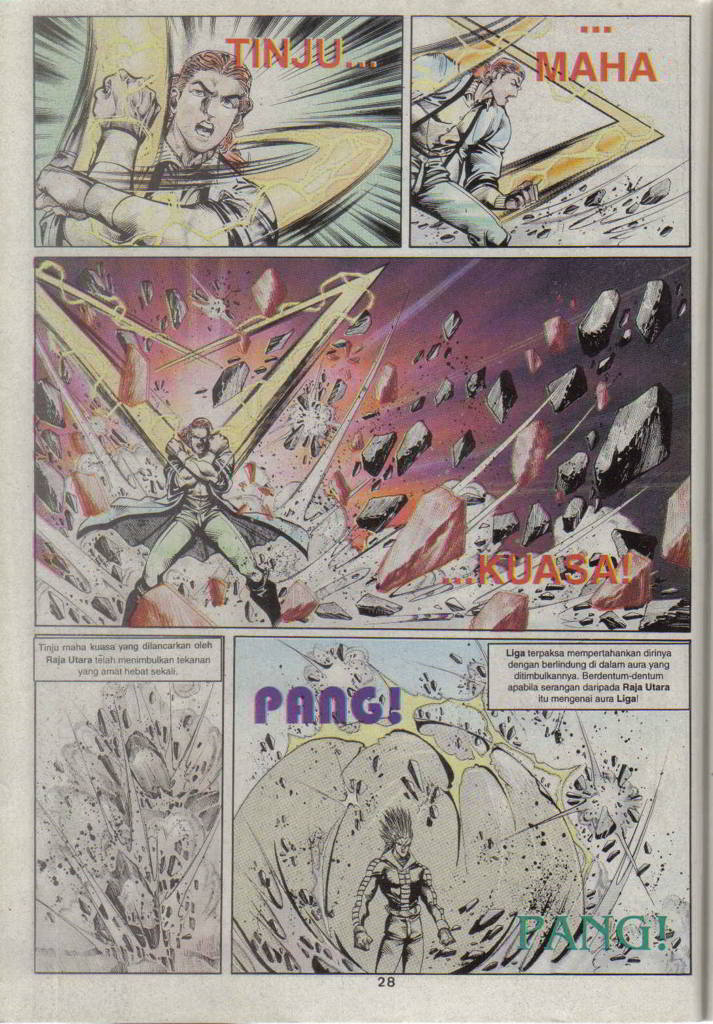 TINJU...
...
MAHA
...KUASA!
Tinju maha kuasa yang dilancarkan oleh
Raja Utara telah menimbulkan tekanan
yang amat hebat sekali.
Liga terpaksa mempertahankan dirinya
dengan berlindung di dalam aura yang
ditimbulkannya. Berdentum-dentum
apabila serangan daripada Raja Utara
itu mengenai aura Liga!
PANG!
PANG!
28